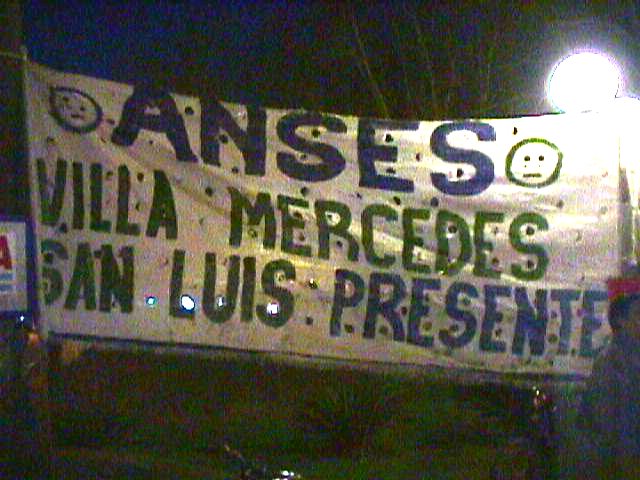 ANSES
VILLA MERCEDES
SAN LUIS PRESENTE